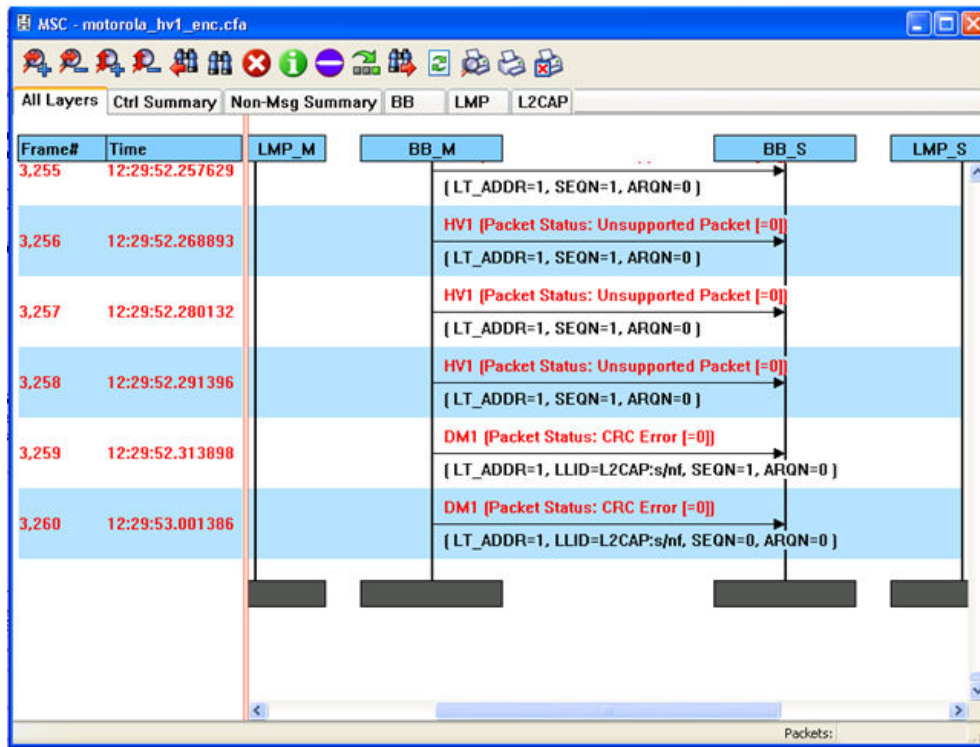 MSC - motorola_hv1_enc.cfa
All Layers Ctrl Summary Non-Msg Summary BB LMP L2CAP
Frame# Time LMP_M BB_M BB_S LMP_S
3,255 12:29:52.257629
( LT_ADDR=1, SEQN=1, ARQN=0 )
HV1 (Packet Status: Unsupported Packet [=0])
3,256 12:29:52.268893
( LT_ADDR=1, SEQN=1, ARQN=0 )
HV1 (Packet Status: Unsupported Packet [=0])
3,257 12:29:52.280132
( LT_ADDR=1, SEQN=1, ARQN=0 )
HV1 (Packet Status: Unsupported Packet [=0])
3,258 12:29:52.291396
( LT_ADDR=1, SEQN=1, ARQN=0 )
DM1 (Packet Status: CRC Error [=0])
3,259 12:29:52.313898
( LT_ADDR=1, LLID=L2CAP:s/nf, SEQN=1, ARQN=0 )
DM1 (Packet Status: CRC Error [=0])
3,260 12:29:53.001386
( LT_ADDR=1, LLID=L2CAP:s/nf, SEQN=0, ARQN=0 )
Packets: